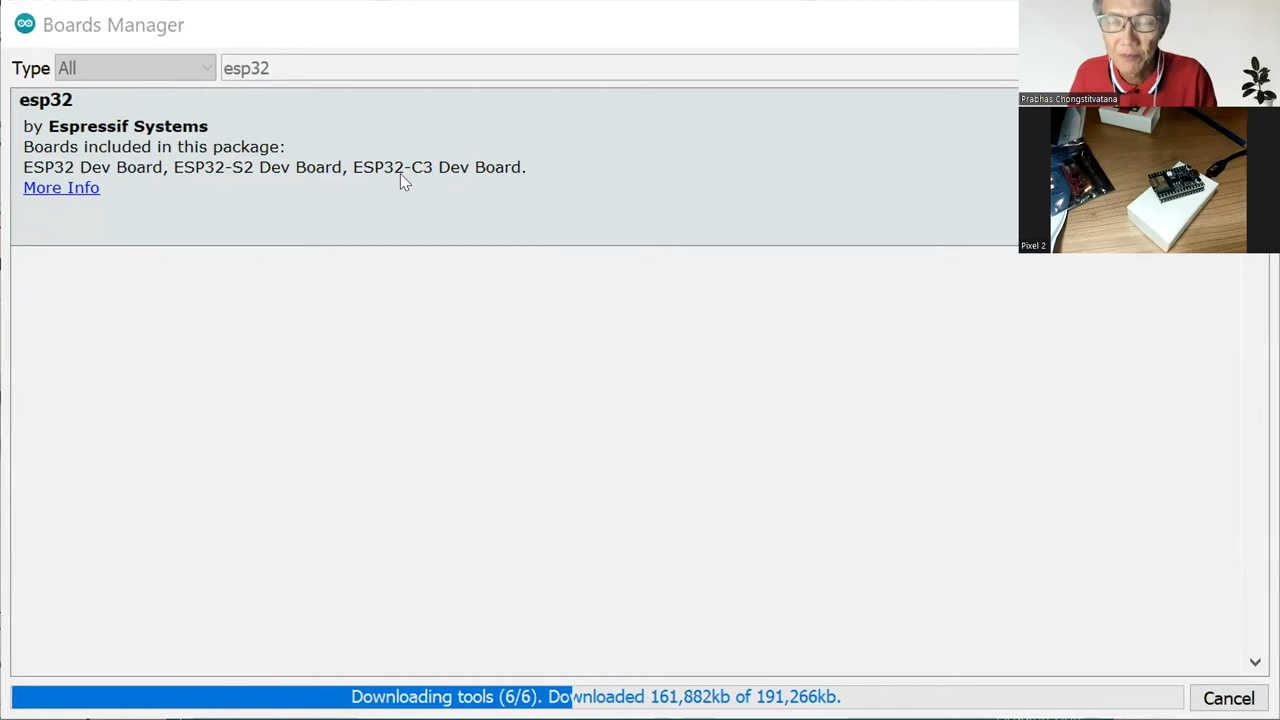 Boards Manager
Type All esp32
esp32
by Espressif Systems
Boards included in this package:
ESP32 Dev Board, ESP32-S2 Dev Board, ESP32-C3 Dev Board.
More Info
Prabhas Chongstitvatana
Pixel 2
Downloading tools (6/6). Downloaded 161,882kb of 191,266kb.
Cancel